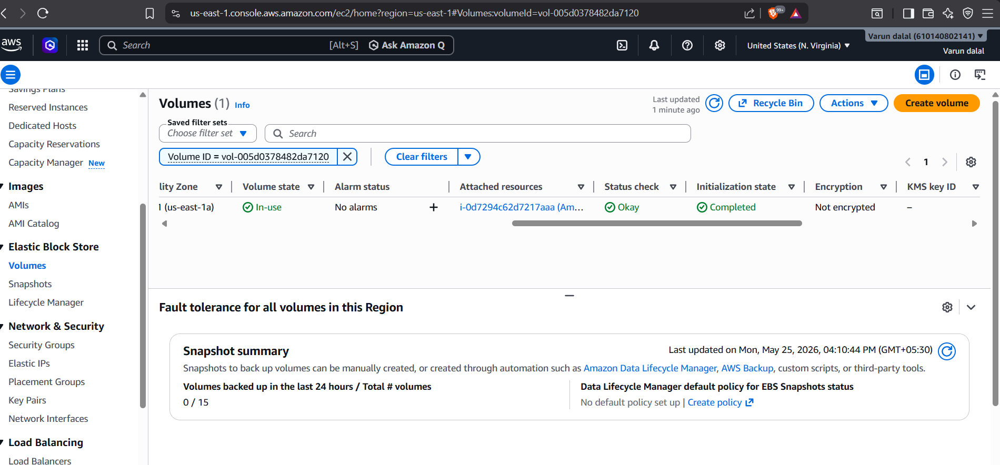 us-east-1.console.aws.amazon.com/ec2/home?region=us-east-1#Volumes:volumeId=vol-005d0378482da7120
99+
aws
Search
[Alt+S]
Ask Amazon Q
United States (N. Virginia)
Varun dalal (610140802141)
Varun dalal
Savings Plans
Reserved Instances
Dedicated Hosts
Capacity Reservations
Capacity Manager New
Images
AMIs
AMI Catalog
Elastic Block Store
Volumes
Snapshots
Lifecycle Manager
Network & Security
Security Groups
Elastic IPs
Placement Groups
Key Pairs
Network Interfaces
Load Balancing
Load Balancers
Volumes (1) Info
Last updated
1 minute ago
Recycle Bin
Actions
Create volume
Saved filter sets
Choose filter set
Search
Volume ID = vol-005d0378482da7120
Clear filters
1
lity Zone
Volume state
Alarm status
Attached resources
Status check
Initialization state
Encryption
KMS key ID
1 (us-east-1a)
In-use
No alarms
+
i-0d7294c62d7217aaa (Am...
Okay
Completed
Not encrypted
–
Fault tolerance for all volumes in this Region
Snapshot summary
Last updated on Mon, May 25, 2026, 04:10:44 PM (GMT+05:30)
Snapshots to back up volumes can be manually created, or created through automation such as Amazon Data Lifecycle Manager, AWS Backup, custom scripts, or third-party tools.
Volumes backed up in the last 24 hours / Total # volumes
0 / 15
Data Lifecycle Manager default policy for EBS Snapshots status
No default policy set up | Create policy